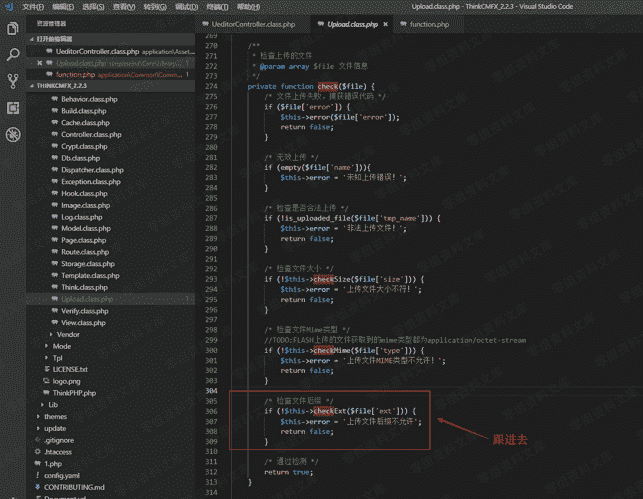 文件(F) 编辑(E) 选择(S) 查看(V) 转到(G) 调试(D) 终端(T) 帮助(H)
Upload.class.php - ThinkCMFX_2.2.3 - Visual Studio Code
资源管理器
打开的编辑器
UeditorController.class.php application\Asset...
Upload.class.php simplewind\Core\Library...
function.php application\Common\Comm...
THINKCMFX_2.2.3
Behavior.class.php
Build.class.php
Cache.class.php
Controller.class.php
Crypt.class.php
Db.class.php
Dispatcher.class.php
Exception.class.php
Hook.class.php
Image.class.php
Log.class.php
Model.class.php
Page.class.php
Route.class.php
Storage.class.php
Template.class.php
Think.class.php
Upload.class.php 1
Verify.class.php
View.class.php
Vendor
Mode
Tpl
LICENSE.txt
logo.png
ThinkPHP.php
Lib
themes
update
.gitignore
.htaccess
1.php
config.yaml
CONTRIBUTING.md
UeditorController.class.php
Upload.class.php
function.php
269
270 /**
271 * 检查上传的文件
272 * @param array $file 文件信息
273 */
274 private function check($file) {
275 /* 文件上传失败，捕获错误代码 */
276 if ($file['error']) {
277 $this->error($file['error']);
278 return false;
279 }
280
281 /* 无效上传 */
282 if (empty($file['name'])){
283 $this->error = '未知上传错误！';
284 }
285
286 /* 检查是否合法上传 */
287 if (!is_uploaded_file($file['tmp_name'])) {
288 $this->error = '非法上传文件！';
289 return false;
290 }
291
292 /* 检查文件大小 */
293 if (!$this->checkSize($file['size'])) {
294 $this->error = '上传文件大小不符！';
295 return false;
296 }
297
298 /* 检查文件Mime类型 */
299 //TODO:FLASH上传的文件获取到的mime类型都为application/octet-stream
300 if (!$this->checkMime($file['type'])) {
301 $this->error = '上传文件MIME类型不允许！';
302 return false;
303 }
304
305 /* 检查文件后缀 */
306 if (!$this->checkExt($file['ext'])) {
307 $this->error = '上传文件后缀不允许';
308 return false;
309 }
310
311 /* 通过检测 */
312 return true;
313 }
314
跟进去